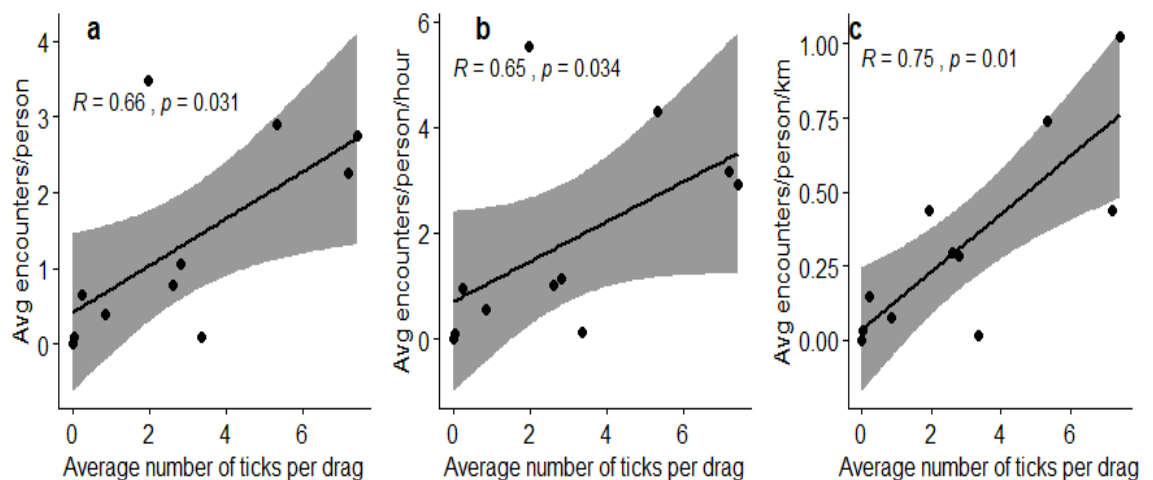 a
R = 0.66 , p = 0.031
Avg encounters/person
4
3
2
1
0
0 2 4 6
Average number of ticks per drag
b
R = 0.65 , p = 0.034
Avg encounters/person/hour
6
4
2
0
0 2 4 6
Average number of ticks per drag
c
R = 0.75 , p = 0.01
Avg encounters/person/km
1.00
0.75
0.50
0.25
0.00
0 2 4 6
Average number of ticks per drag